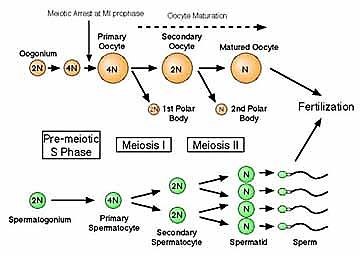 Meiotic Arrest at MI prophase
Oocyte Maturation
Primary
Oocyte
Secondary
Oocyte
Matured Oocyte
Oogonium
2N
4N
4N
2N
N
2N
1st Polar
Body
N
2nd Polar
Body
Fertilization
Pre-meiotic
S Phase
Meiosis I
Meiosis II
2N
4N
2N
2N
N
N
N
N
Spermatogonium
Primary
Spermatocyte
Secondary
Spermatocyte
Spermatid
Sperm